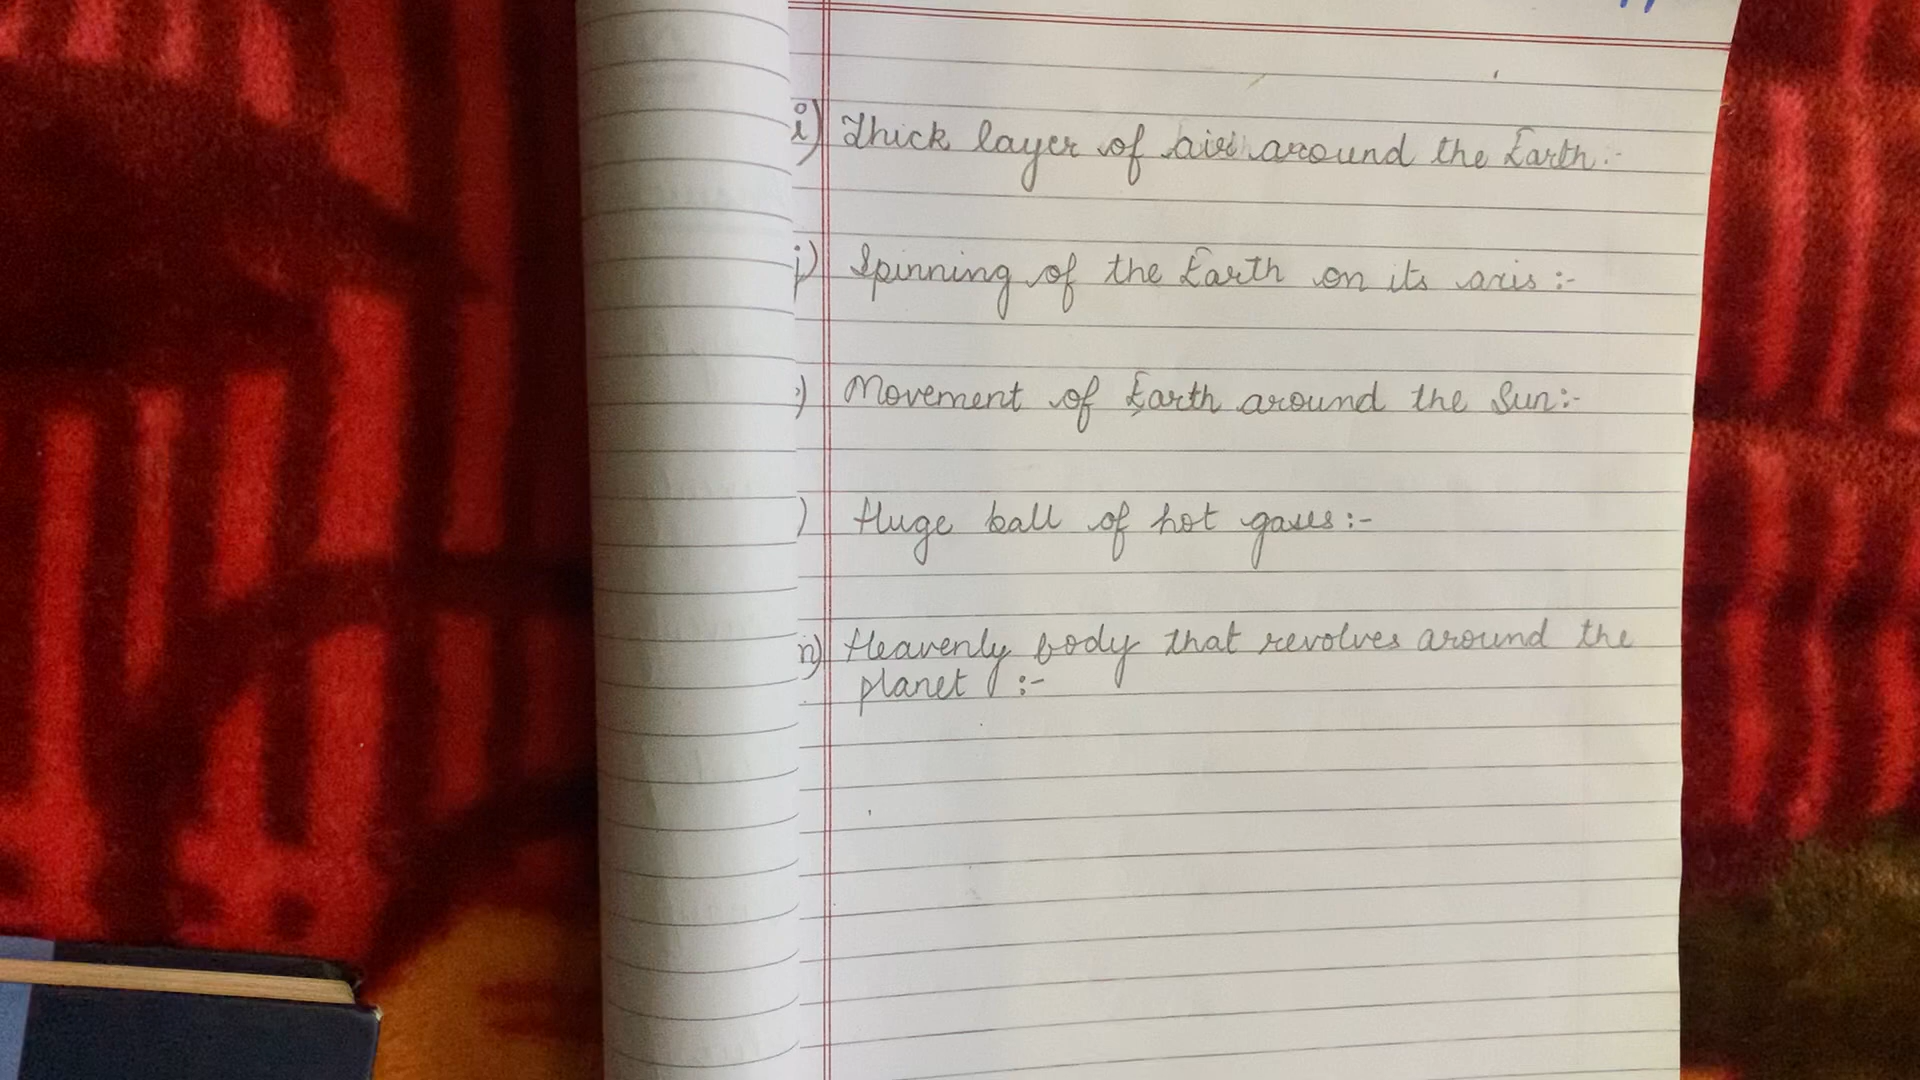 i) Thick layer of air around the Earth :-
j) Spinning of the Earth on its axis :-
) Movement of Earth around the Sun:-
) Huge ball of hot gases:-
n) Heavenly body that revolves around the
planet :-